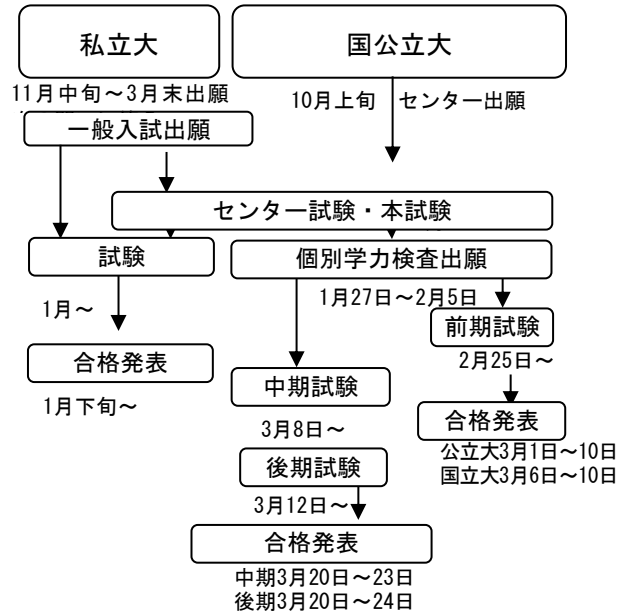 私立大
国公立大
11月中旬～3月末出願
10月上旬
センター出願
一般入試出願
センター試験・本試験
試験
個別学力検査出願
1月～
1月27日～2月5日
前期試験
合格発表
2月25日～
1月下旬～
中期試験
3月8日～
合格発表
公立大3月1日～10日
国立大3月6日～10日
後期試験
3月12日～
合格発表
中期3月20日～23日
後期3月20日～24日